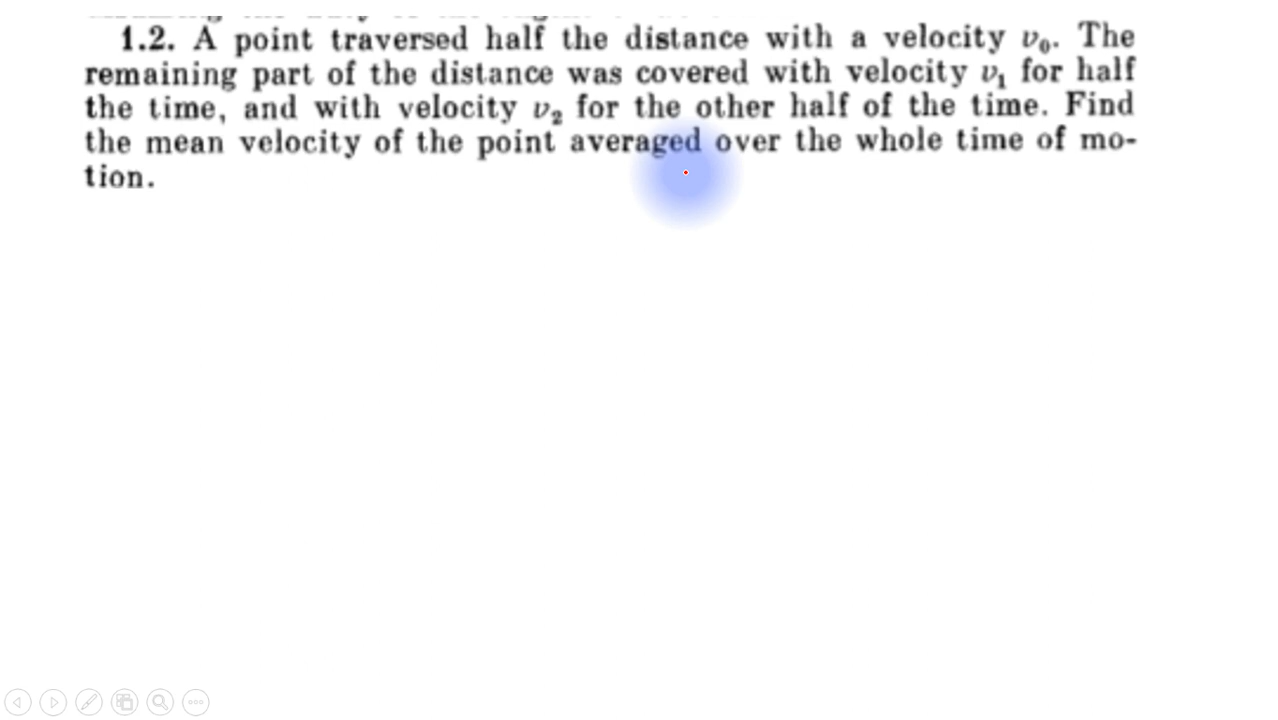 1.2. A point traversed half the distance with a velocity v₀. The
remaining part of the distance was covered with velocity v₁ for half
the time, and with velocity v₂ for the other half of the time. Find
the mean velocity of the point averaged over the whole time of mo-
tion.